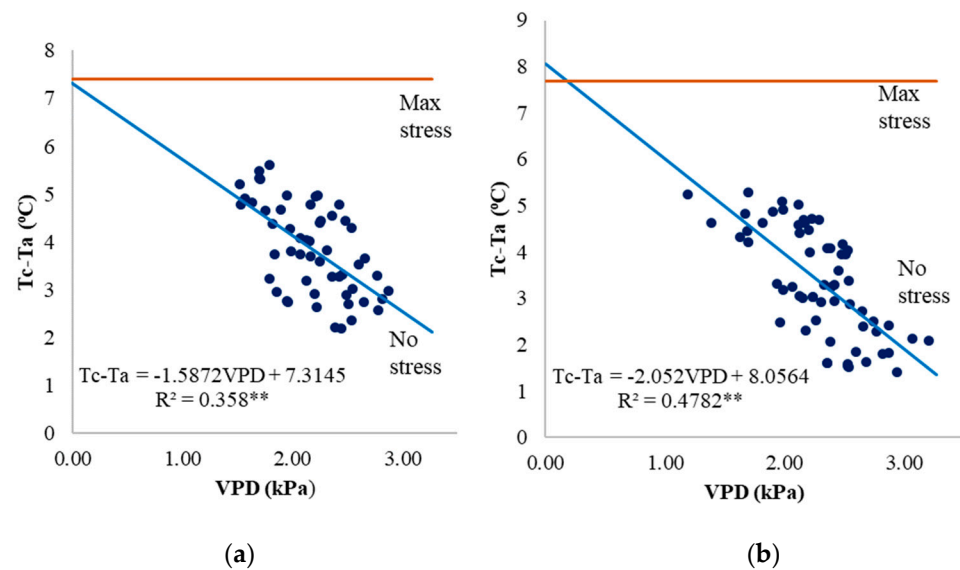 8
7
6
5
4
3
2
1
0
Tc-Ta (ºC)
Max
stress
No
stress
Tc-Ta = -1.5872VPD + 7.3145
R² = 0.358**
0.00 1.00 2.00 3.00
VPD (kPa)
(a)
9
8
7
6
5
4
3
2
1
0
Tc-Ta (ºC)
Max
stress
No
stress
Tc-Ta = -2.052VPD + 8.0564
R² = 0.4782**
0.00 1.00 2.00 3.00
VPD (kPa)
(b)